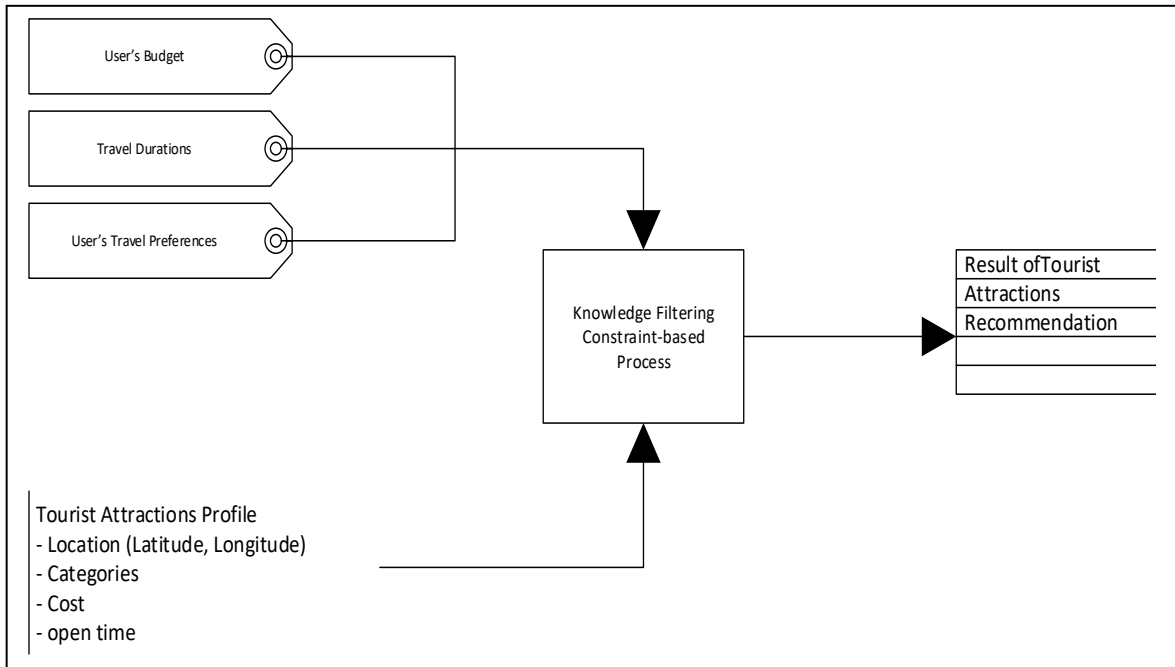 User's Budget
Travel Durations
User's Travel Preferences
Knowledge Filtering
Constraint-based
Process
Result ofTourist
Attractions
Recommendation
Tourist Attractions Profile
- Location (Latitude, Longitude)
- Categories
- Cost
- open time